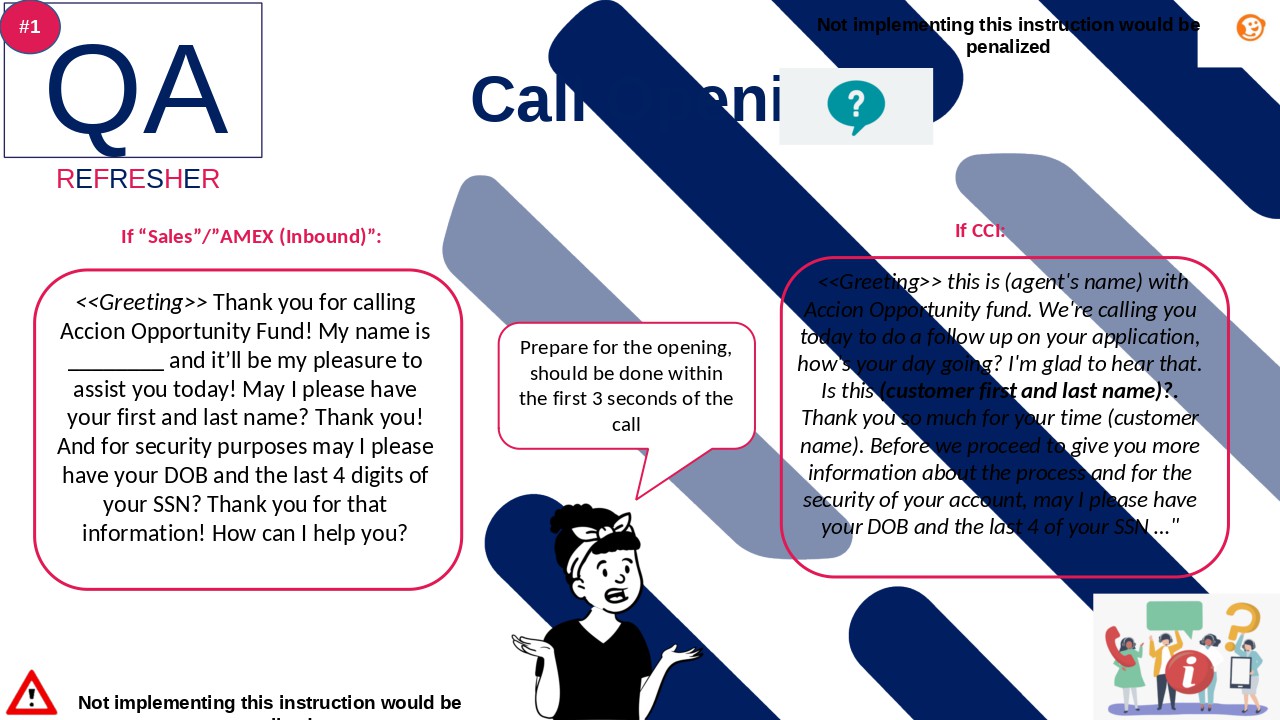 #1
QA
REFRESHER
Not implementing this instruction would be
penalized
Call Openi
?
If “Sales”/”AMEX (Inbound)”:
<<Greeting>> Thank you for calling
Accion Opportunity Fund! My name is
________ and it’ll be my pleasure to
assist you today! May I please have
your first and last name? Thank you!
And for security purposes may I please
have your DOB and the last 4 digits of
your SSN? Thank you for that
information! How can I help you?
Prepare for the opening,
should be done within
the first 3 seconds of the
call
If CCI:
<<Greeting>> this is (agent's name) with
Accion Opportunity fund. We're calling you
today to do a follow up on your application,
how's your day going? I'm glad to hear that.
Is this (customer first and last name)?.
Thank you so much for your time (customer
name). Before we proceed to give you more
information about the process and for the
security of your account, may I please have
your DOB and the last 4 of your SSN ..."
Not implementing this instruction would be